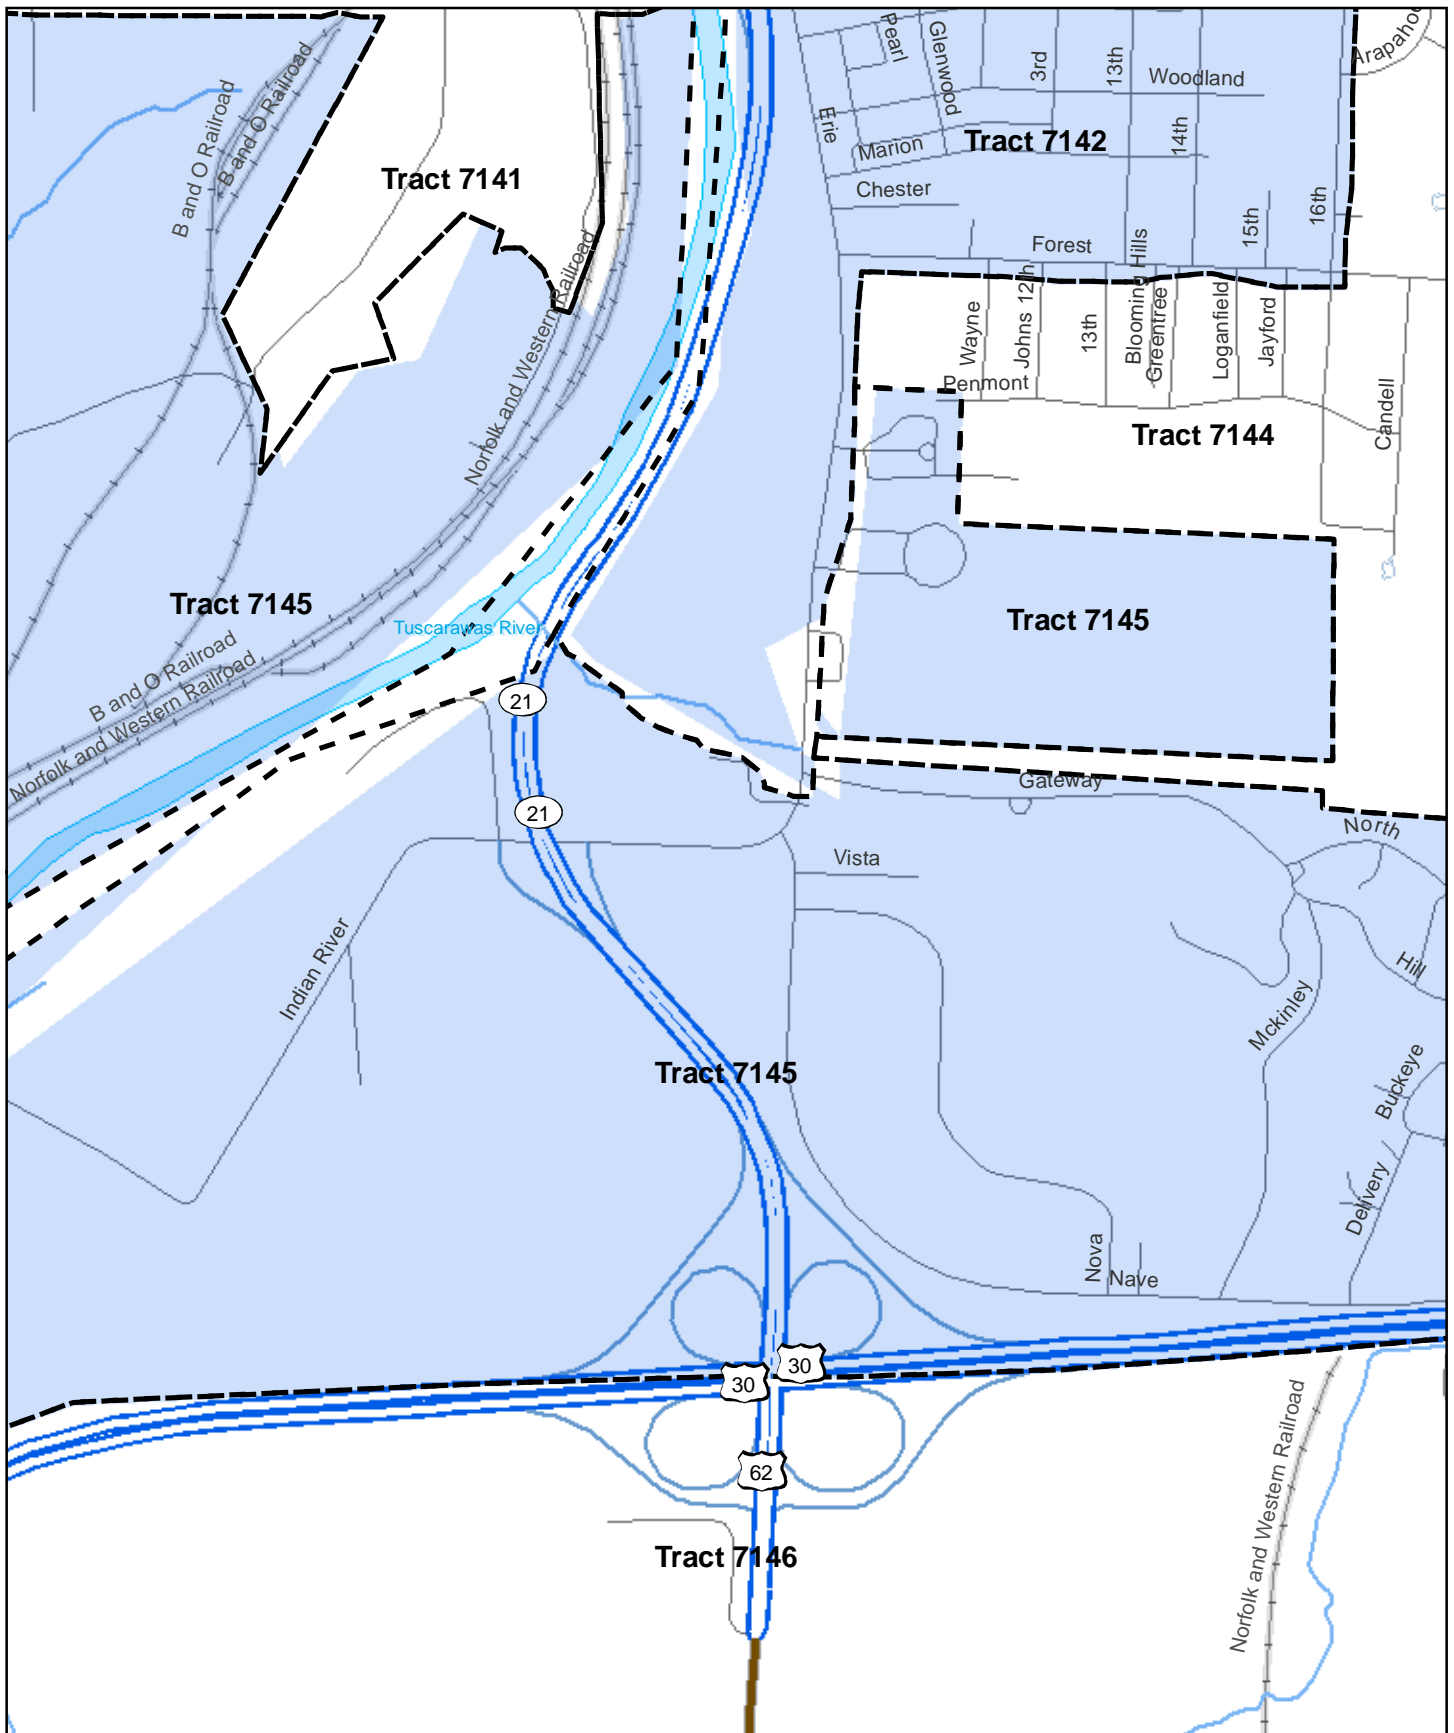 Pearl
Glenwood
3rd
13th
Woodland
Arapahoe
B and O Railroad
B and O Railroad
Erie
Marion
Tract 7142
14th
Tract 7141
Chester
15th
16th
Forest
Norfolk and Western Railroad
Wayne
Johns 12th
13th
Blooming Hills
Greentree
Loganfield
Jayford
Penmont
Candell
Tract 7144
Tract 7145
Tuscarawas River
Tract 7145
B and O Railroad
Norfolk and Western Railroad
21
21
Gateway
North
Vista
Indian River
Hill
Mckinley
Tract 7145
Buckeye
Delivery
Nova
Nave
30
30
62
Norfolk and Western Railroad
Tract 7146